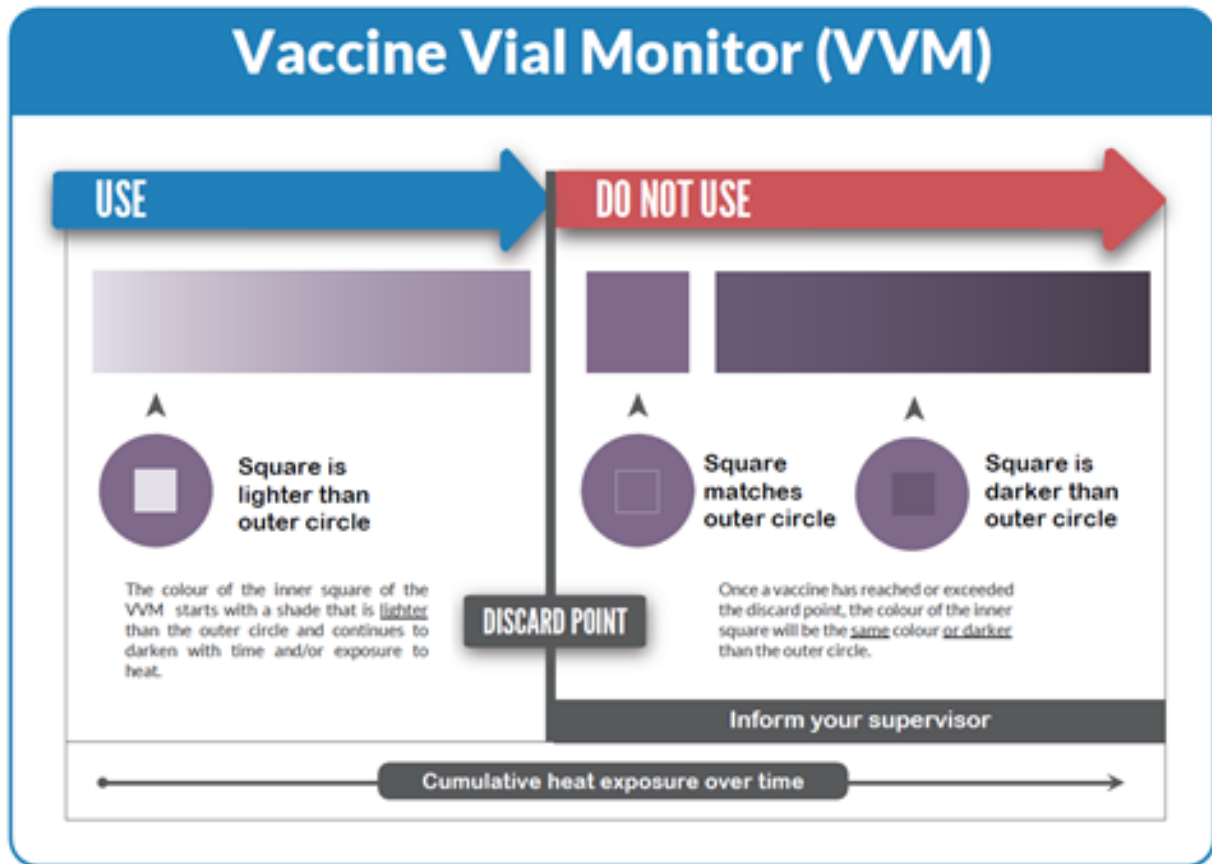 Vaccine Vial Monitor (VVM)
USE
DO NOT USE
Square is
lighter than
outer circle
Square
matches
outer circle
Square is
darker than
outer circle
The colour of the inner square of the
VVM starts with a shade that is lighter
than the outer circle and continues to
darken with time and/or exposure to
heat.
DISCARD POINT
Once a vaccine has reached or exceeded
the discard point, the colour of the inner
square will be the same colour or darker
than the outer circle.
Inform your supervisor
Cumulative heat exposure over time